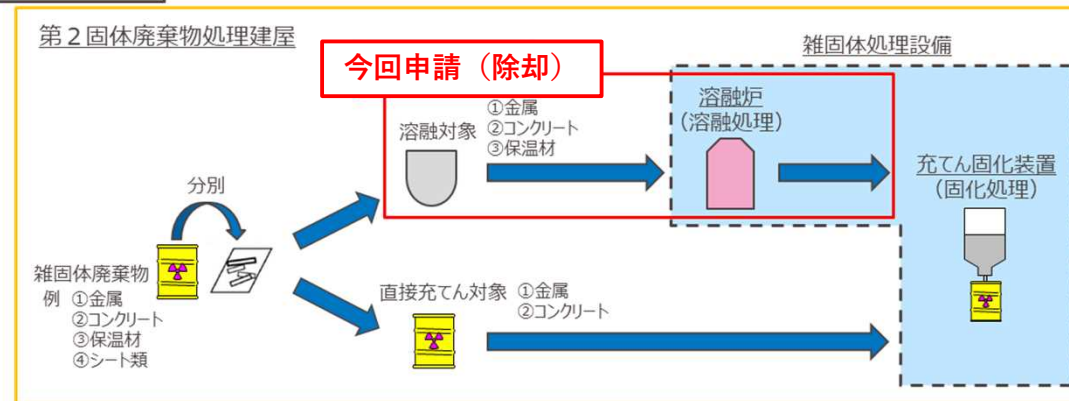 第２固体廃棄物処理建屋
雑固体処理設備
今回申請（除却）
溶融対象
①金属
②コンクリート
③保温材
溶融炉
（溶融処理）
充てん固化装置
（固化処理）
分別
雑固体廃棄物
例 ①金属
②コンクリート
③保温材
④シート類
直接充てん対象
①金属
②コンクリート